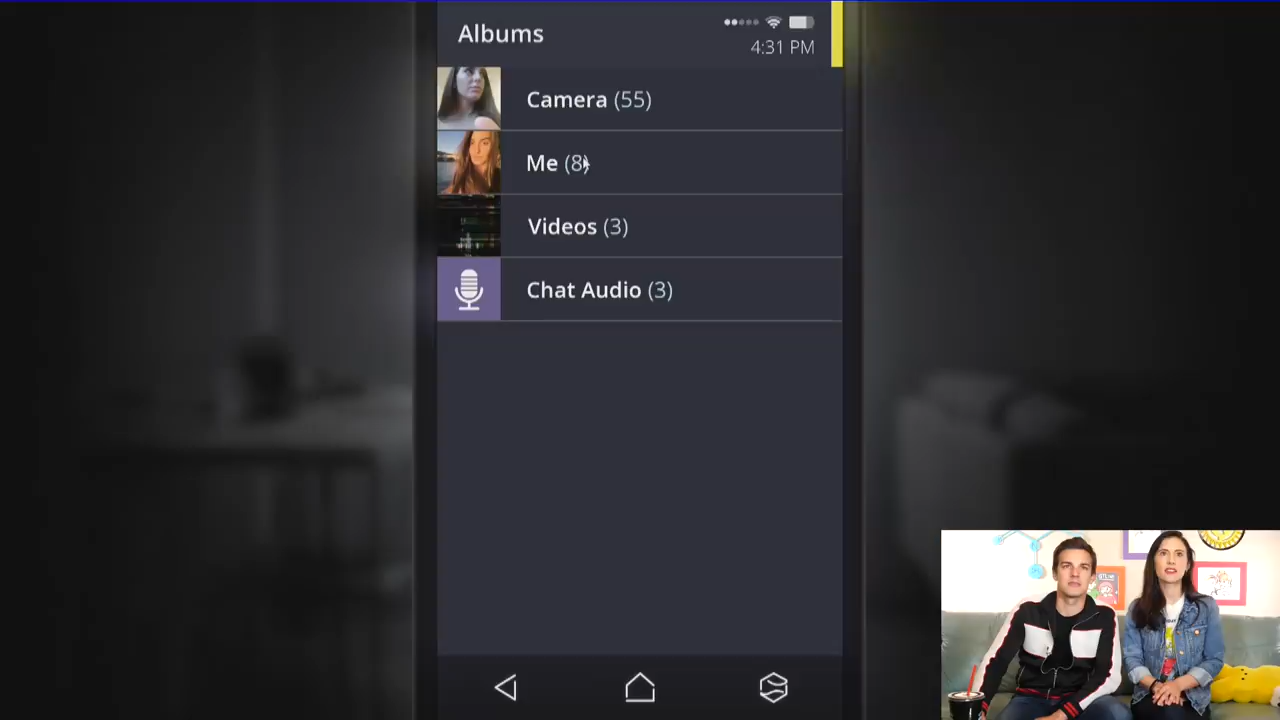 Albums
4:31 PM
Camera (55)
Me (8)
Videos (3)
Chat Audio (3)